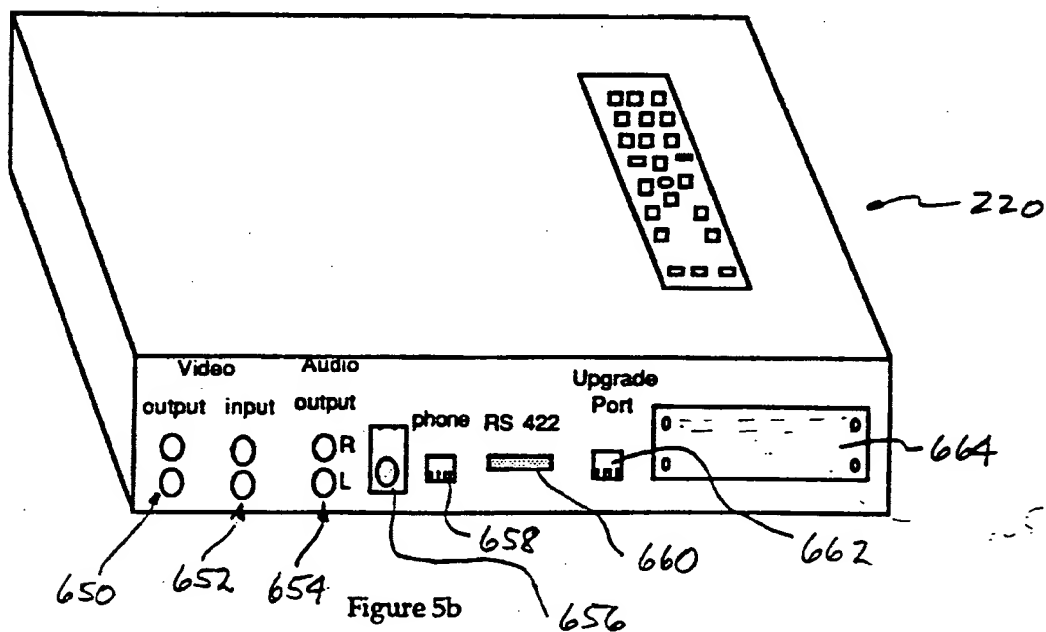 220
Video
Audio
output
input
output
phone
RS 422
Upgrade
Port
R
L
664
658
660
662
650
652
654
656
Figure 5b